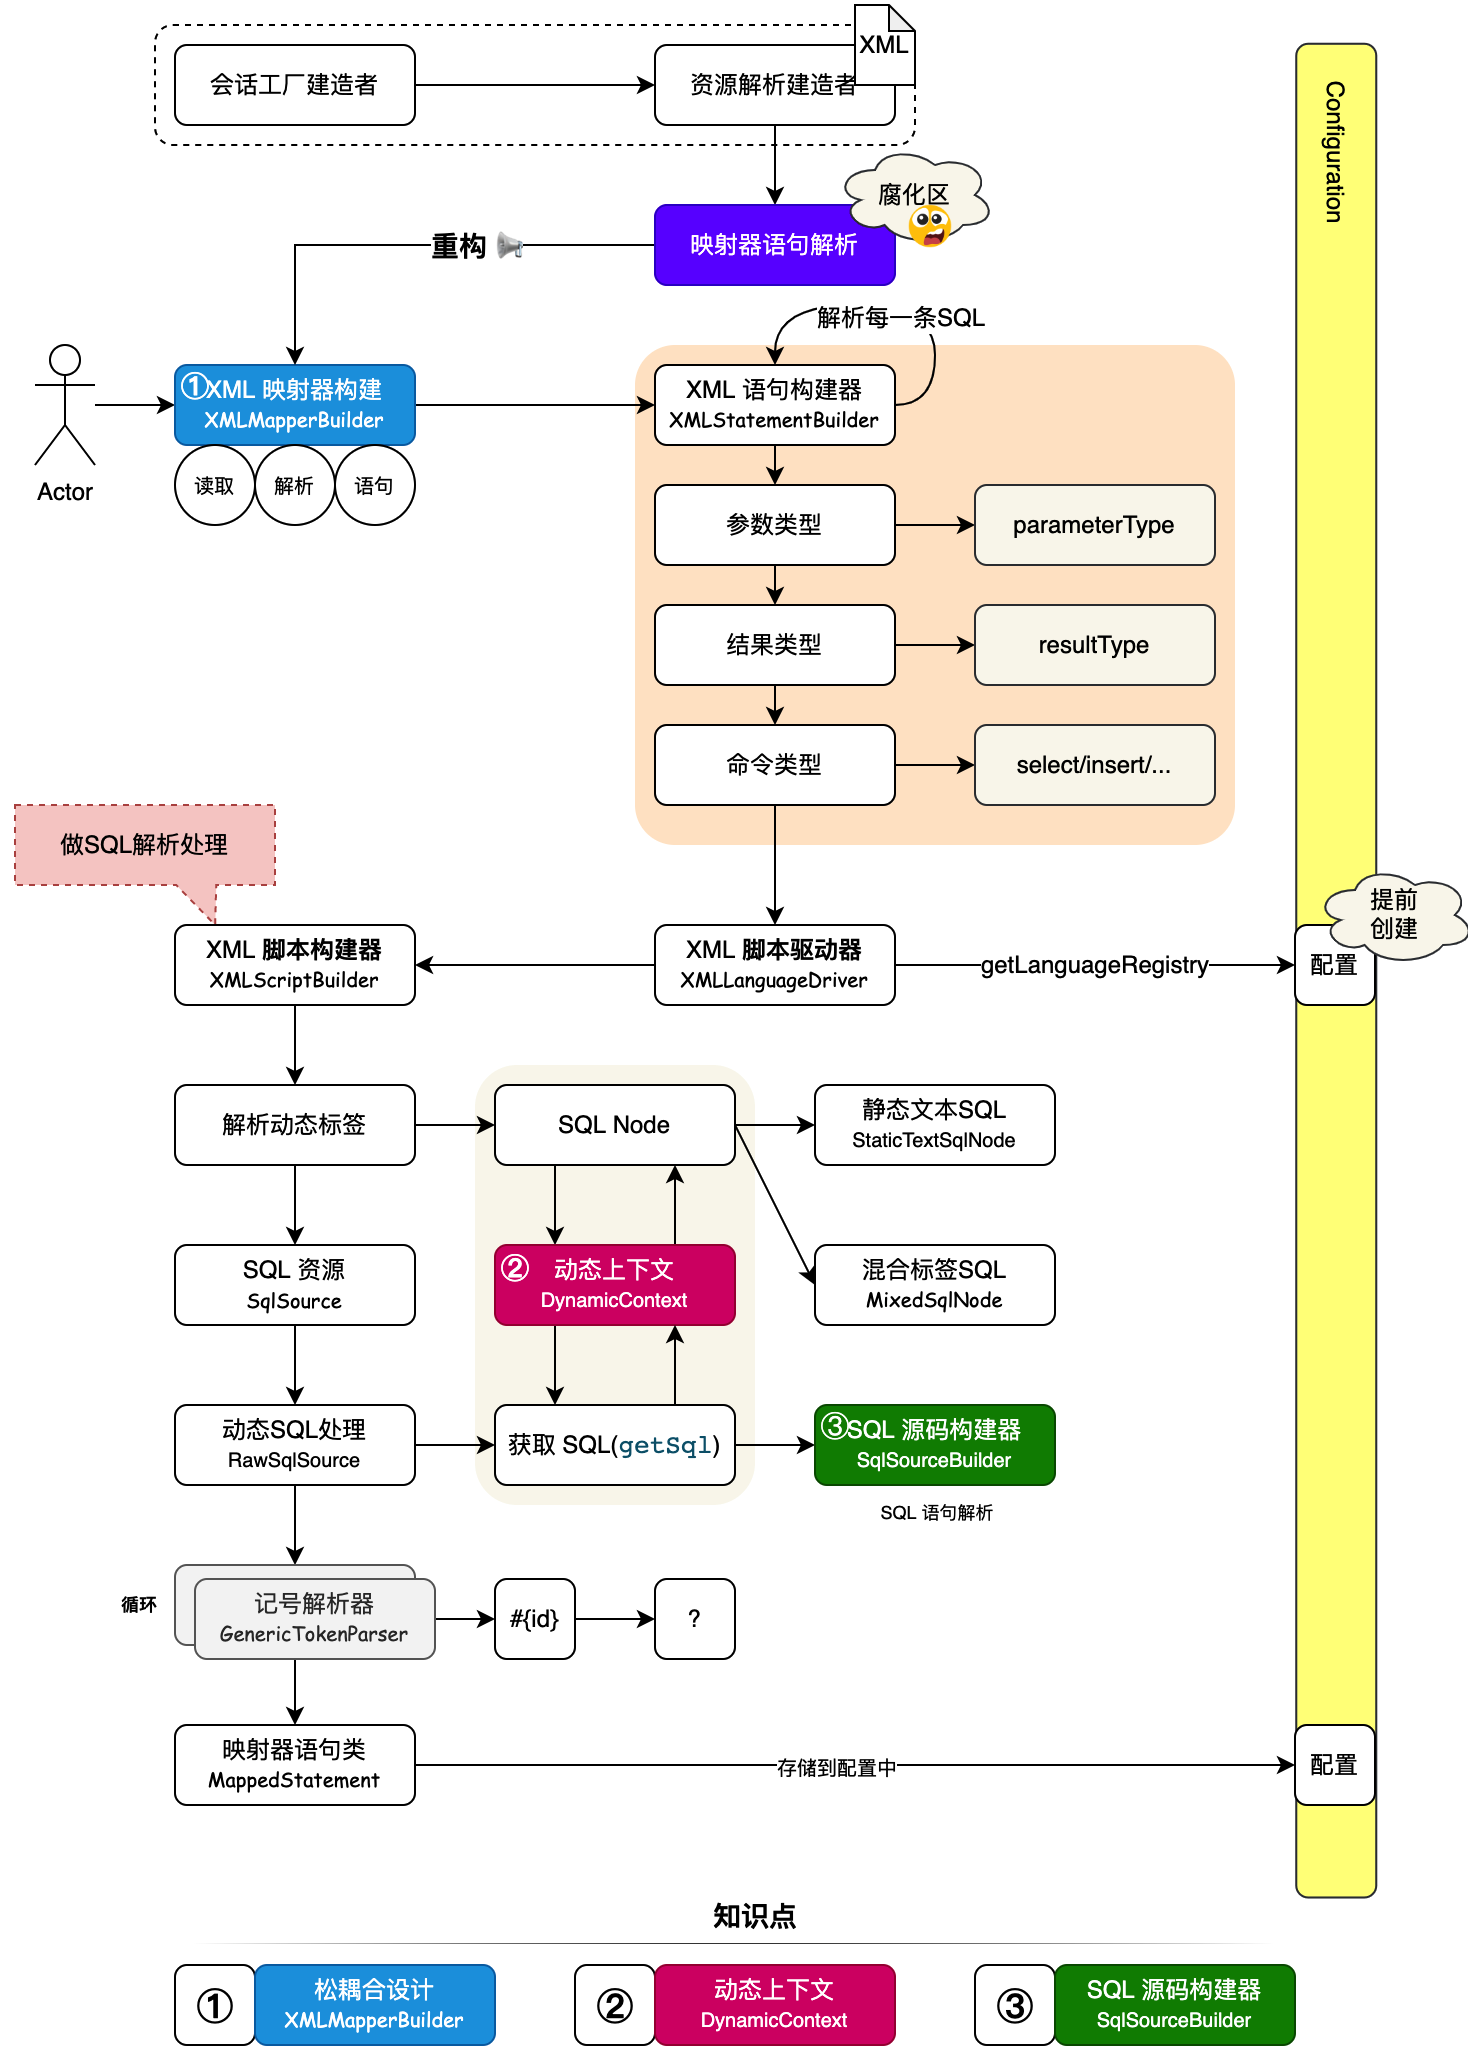 会话工厂建造者
资源解析建造者
XML
Configuration
腐化区
映射器语句解析
重构
解析每一条SQL
Actor
①XML 映射器构建
XMLMapperBuilder
读取
解析
语句
XML 语句构建器
XMLStatementBuilder
参数类型
parameterType
结果类型
resultType
命令类型
select/insert/...
做SQL解析处理
XML 脚本构建器
XMLScriptBuilder
XML 脚本驱动器
XMLLanguageDriver
getLanguageRegistry
提前
创建
配置
解析动态标签
SQL Node
静态文本SQL
StaticTextSqlNode
SQL 资源
SqlSource
② 动态上下文
DynamicContext
混合标签SQL
MixedSqlNode
动态SQL处理
RawSqlSource
获取 SQL(getSql)
③SQL 源码构建器
SqlSourceBuilder
SQL 语句解析
循环
记号解析器
GenericTokenParser
#{id}
?
映射器语句类
MappedStatement
存储到配置中
配置
知识点
①
松耦合设计
XMLMapperBuilder
②
动态上下文
DynamicContext
③
SQL 源码构建器
SqlSourceBuilder